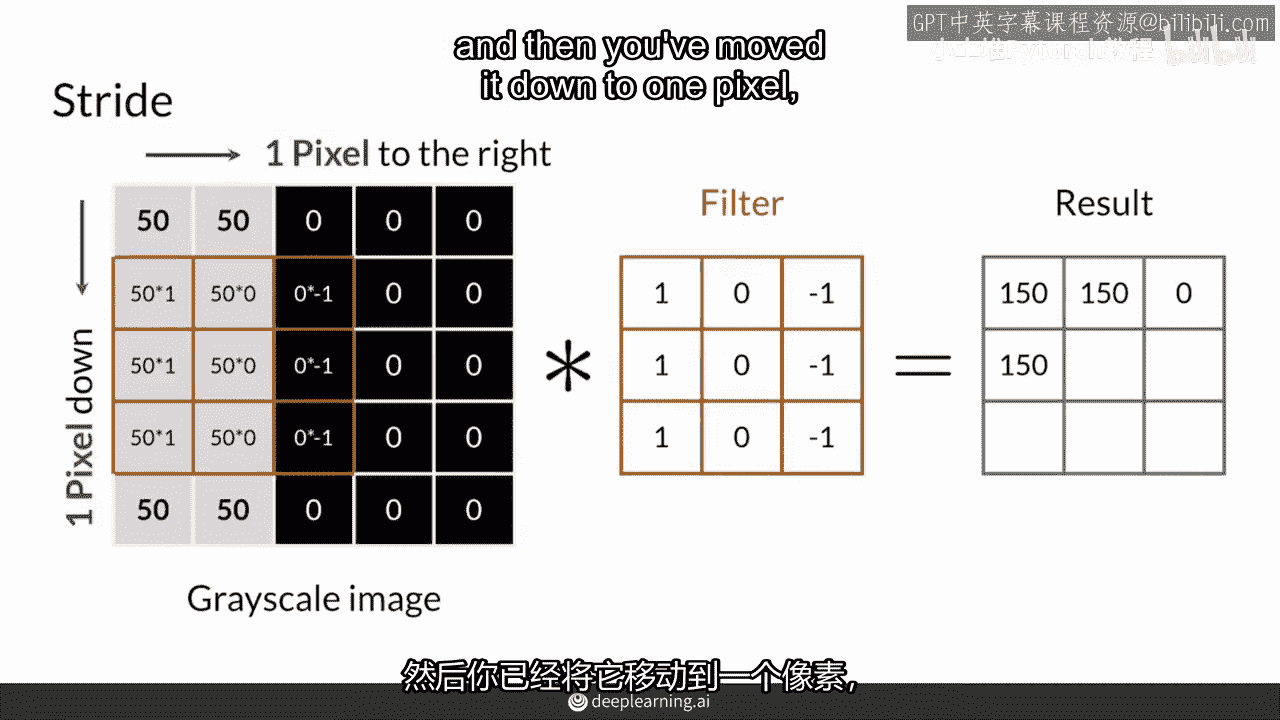 GPT中英字幕课程资源@bilibili.com
and then you've moved
it down to one pixel,
Stride
1 Pixel to the right
1 Pixel down
50 50 0 0 0
50*1 50*0 0*-1 0 0
50*1 50*0 0*-1 0 0
50*1 50*0 0*-1 0 0
50 50 0 0 0
Grayscale image
*
Filter
1 0 -1
1 0 -1
1 0 -1
=
Result
150 150 0
150
然后你已经将它移动到一个像素,
deeplearning.ai